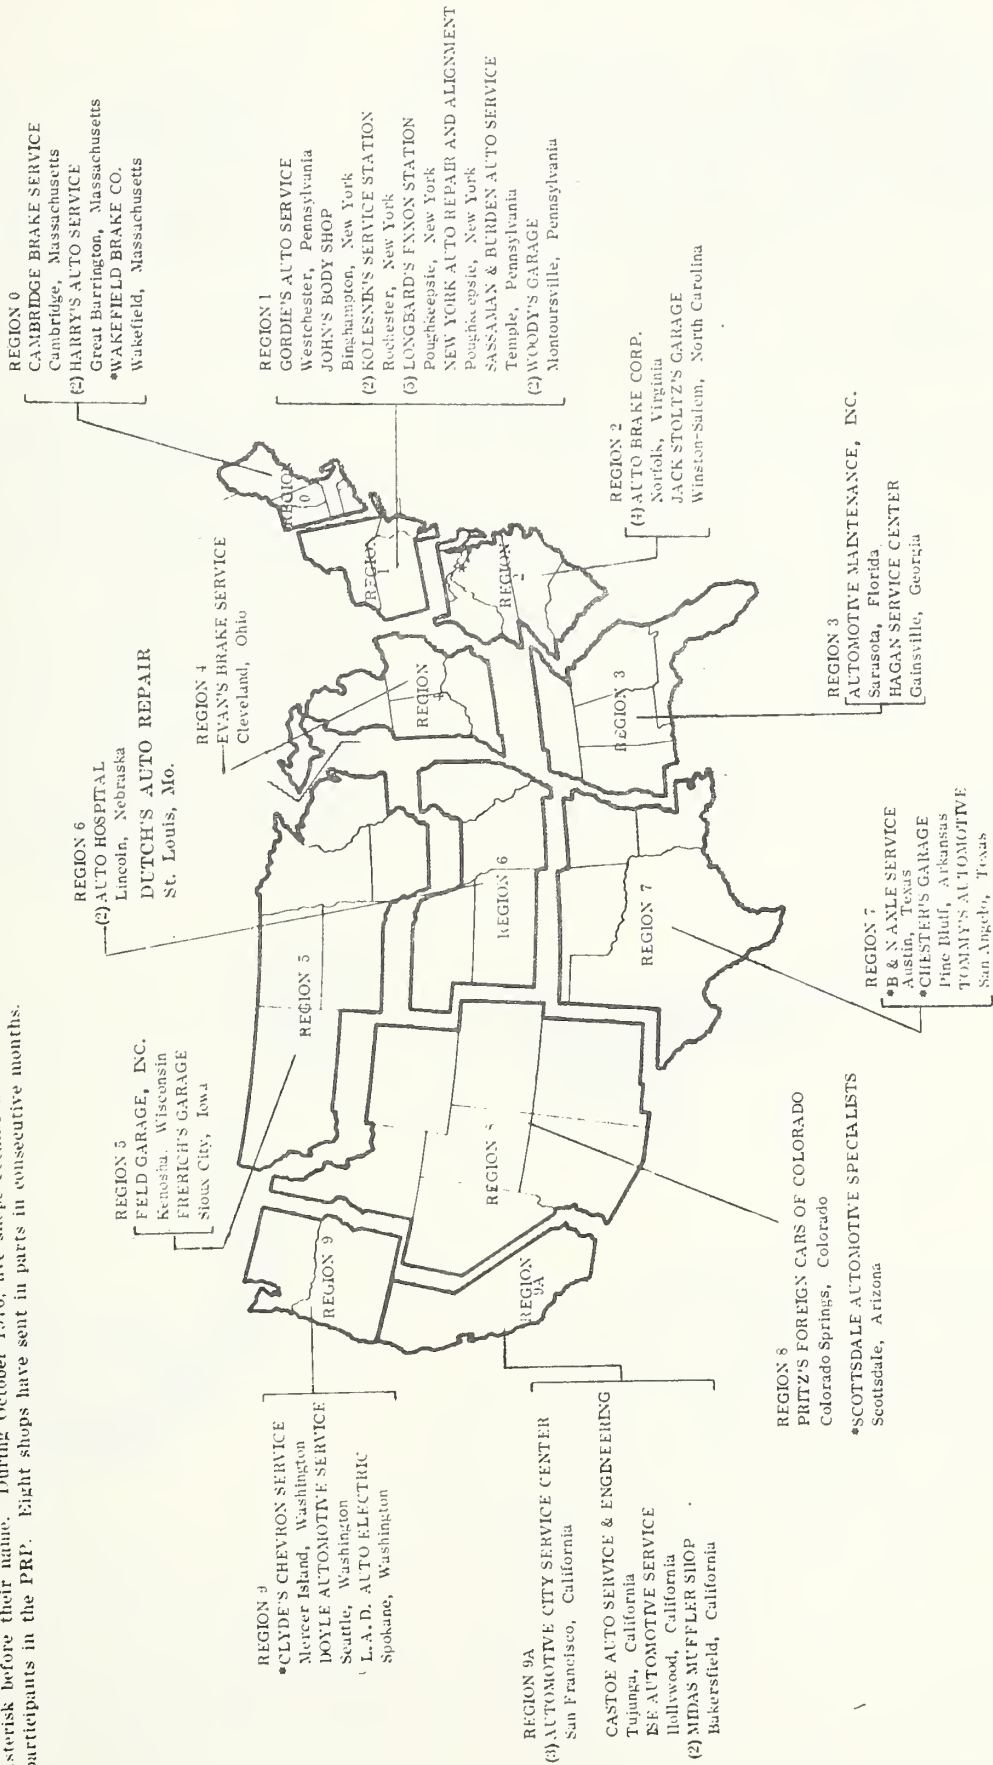 asterisk before their name. During October 1976,
participants in the PRP. Eight shops have sent in parts in consecutive months.
REGION 0
CAMBRIDGE BRAKE SERVICE
Cambridge, Massachusetts
(2) HARRY'S AUTO SERVICE
Great Barrington, Massachusetts
*WAKEFIELD BRAKE CO.
Wakefield, Massachusetts
REGION 1
GORDIE'S AUTO SERVICE
Westchester, Pennsylvania
JOHN'S BODY SHOP
Binghampton, New York
(2) KOLESNIK'S SERVICE STATION
Rochester, New York
(5) LONGBARD'S EXXON STATION
Poughkeepsie, New York
NEW YORK AUTO REPAIR AND ALIGNMENT
Poughkeepsie, New York
SASSAMAN & BURDEN AUTO SERVICE
Temple, Pennsylvania
(2) WOODY'S GARAGE
Montoursville, Pennsylvania
REGION 2
AUTO BRAKE CORP.
Norfolk, Virginia
JACK STOLTZ'S GARAGE
Winston-Salem, North Carolina
REGION 3
AUTOMOTIVE MAINTENANCE, INC.
Sarasota, Florida
HAGAN SERVICE CENTER
Gainsville, Georgia
REGION 4
EVAN'S BRAKE SERVICE
Cleveland, Ohio
REGION 6
(2) AUTO HOSPITAL
Lincoln, Nebraska
DUTCH'S AUTO REPAIR
St. Louis, Mo.
REGION 5
FELD GARAGE, INC.
Kenosha, Wisconsin
FRERICH'S GARAGE
Sioux City, Iowa
REGION 7
*B & N AXLE SERVICE
Austin, Texas
*CHESTER'S GARAGE
Pine Bluff, Arkansas
TOMMY'S AUTOMOTIVE
San Angelo, Texas
REGION 8
PRITZ'S FOREIGN CARS OF COLORADO
Colorado Springs, Colorado
*SCOTTSDALE AUTOMOTIVE SPECIALISTS
Scottsdale, Arizona
REGION 9
*CLYDE'S CHEVRON SERVICE
Mercer Island, Washington
DOYLE AUTOMOTIVE SERVICE
Seattle, Washington
L.A.D. AUTO ELECTRIC
Spokane, Washington
REGION 9A
(3) AUTOMOTIVE CITY SERVICE CENTER
San Francisco, California
CASTOE AUTO SERVICE & ENGINEERING
Tujunga, California
ISE AUTOMOTIVE SERVICE
Hollywood, California
(2) MIDAS MUFFLER SHOP
Bakersfield, California
REGION
0
REGION
1
REGION
2
REGION 3
REGION
4
REGION 5
REGION 6
REGION 7
REGION 8
REGION 9
REGION
9A